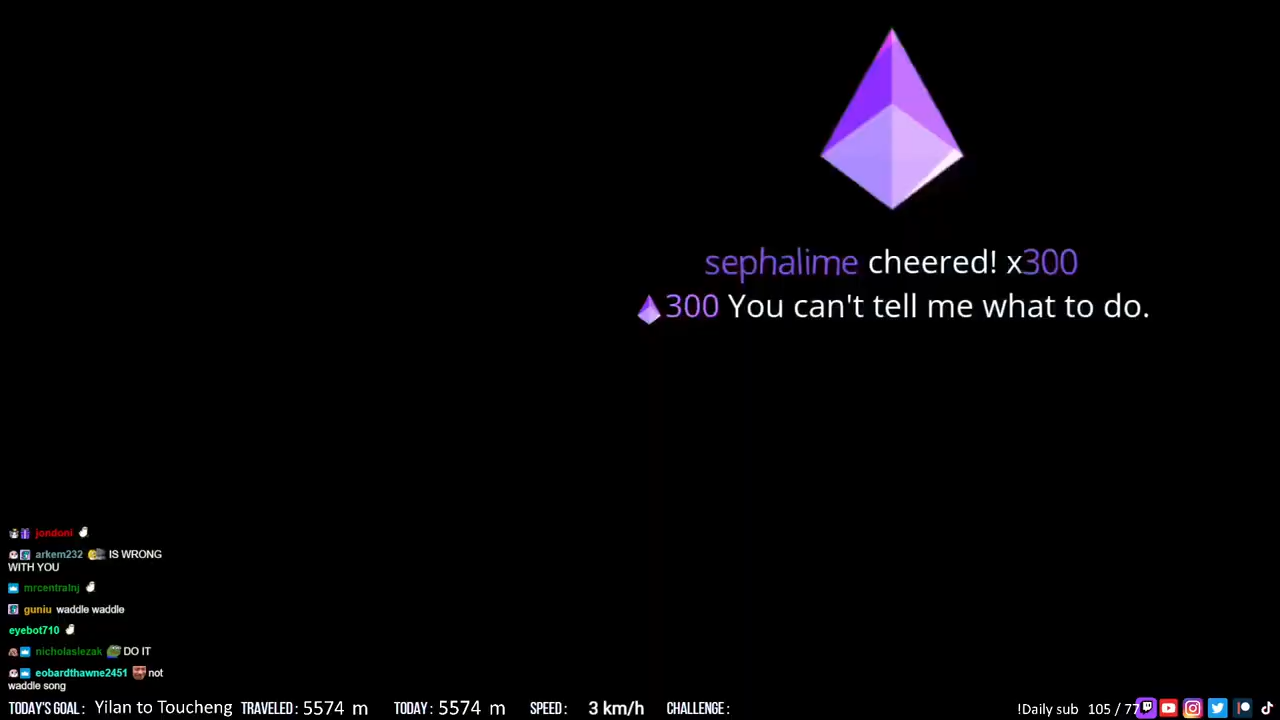 sephalime cheered! x300
300 You can't tell me what to do.
jondoni
arkem232 IS WRONG
WITH YOU
mrcentralnj
guniu waddle waddle
eyebot710
nicholaslezak DO IT
eobardthawne2451 not
waddle song
TODAY'S GOAL: Yilan to Toucheng TRAVELED: 5574 m TODAY: 5574 m SPEED: 3 km/h CHALLENGE: !Daily sub 105 / 77